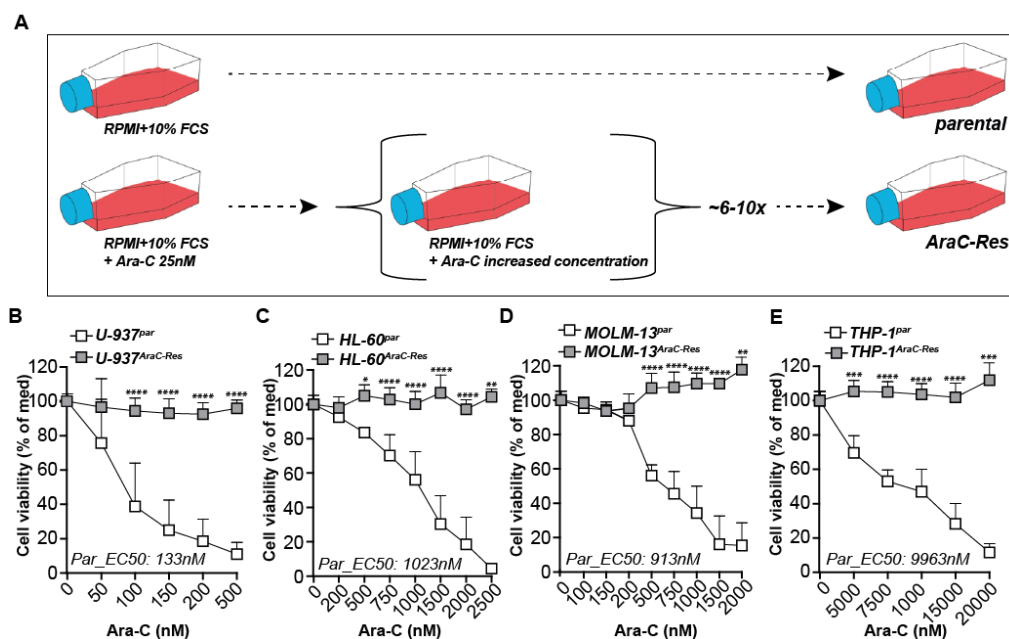 A
RPMI+10% FCS
parental
RPMI+10% FCS
+ Ara-C 25nM
RPMI+10% FCS
+ Ara-C increased concentration
~6-10x
AraC-Res
B
U-937par
U-937AraC-Res
Cell viability (% of med)
120
100
80
60
40
20
0
**** **** **** ****
Par_EC50: 133nM
0 50 100 150 200 500
Ara-C (nM)
C
HL-60par
HL-60AraC-Res
Cell viability (% of med)
120
100
80
60
40
20
0
* **** **** **** **** **
Par_EC50: 1023nM
0 200 500 750 1000 1500 2000 2500
Ara-C (nM)
D
MOLM-13par
MOLM-13AraC-Res
Cell viability (% of med)
120
100
80
60
40
20
0
**** **** **** **** **
Par_EC50: 913nM
0 100 150 200 500 750 1000 1500 2000
Ara-C (nM)
E
THP-1par
THP-1AraC-Res
Cell viability (% of med)
120
100
80
60
40
20
0
*** **** **** **** ***
Par_EC50: 9963nM
0 5000 7500 1000 15000 20000
Ara-C (nM)